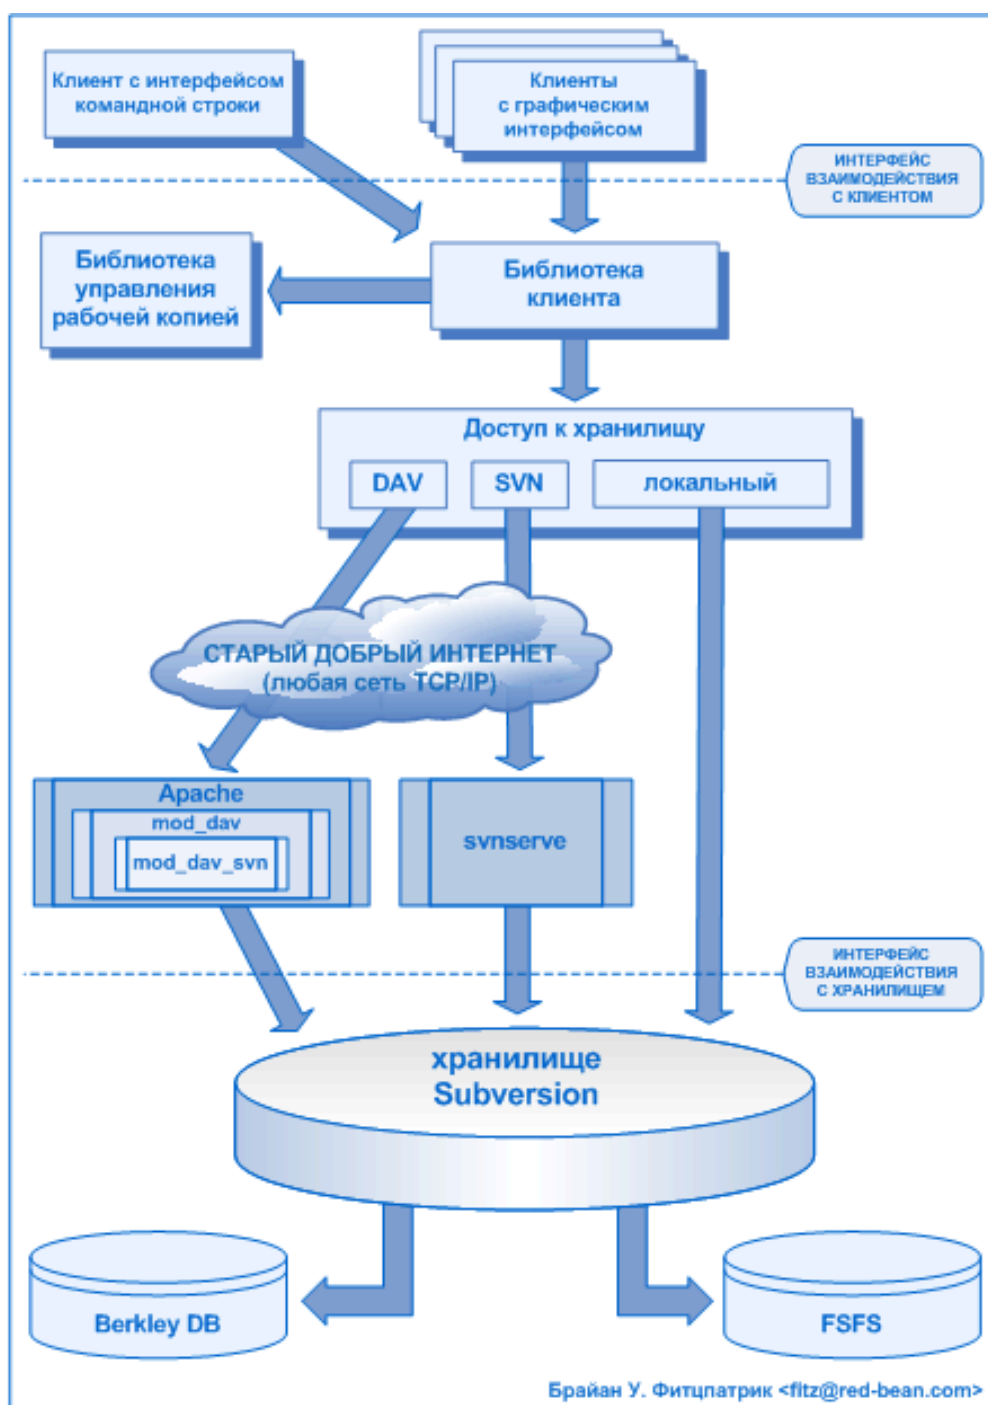 Клиент с интерфейсом
командной строки
Клиенты
с графическим
интерфейсом
ИНТЕРФЕЙС
ВЗАИМОДЕЙСТВИЯ
С КЛИЕНТОМ
Библиотека
управления
рабочей копией
Библиотека
клиента
Доступ к хранилищу
DAV
SVN
локальный
СТАРЫЙ ДОБРЫЙ ИНТЕРНЕТ
(любая сеть TCP/IP)
Apache
mod_dav
mod_dav_svn
svnserve
ИНТЕРФЕЙС
ВЗАИМОДЕЙСТВИЯ
С ХРАНИЛИЩЕМ
хранилище
Subversion
Berkley DB
FSFS
Брайан У. Фитцпатрик <fitz@red-bean.com>